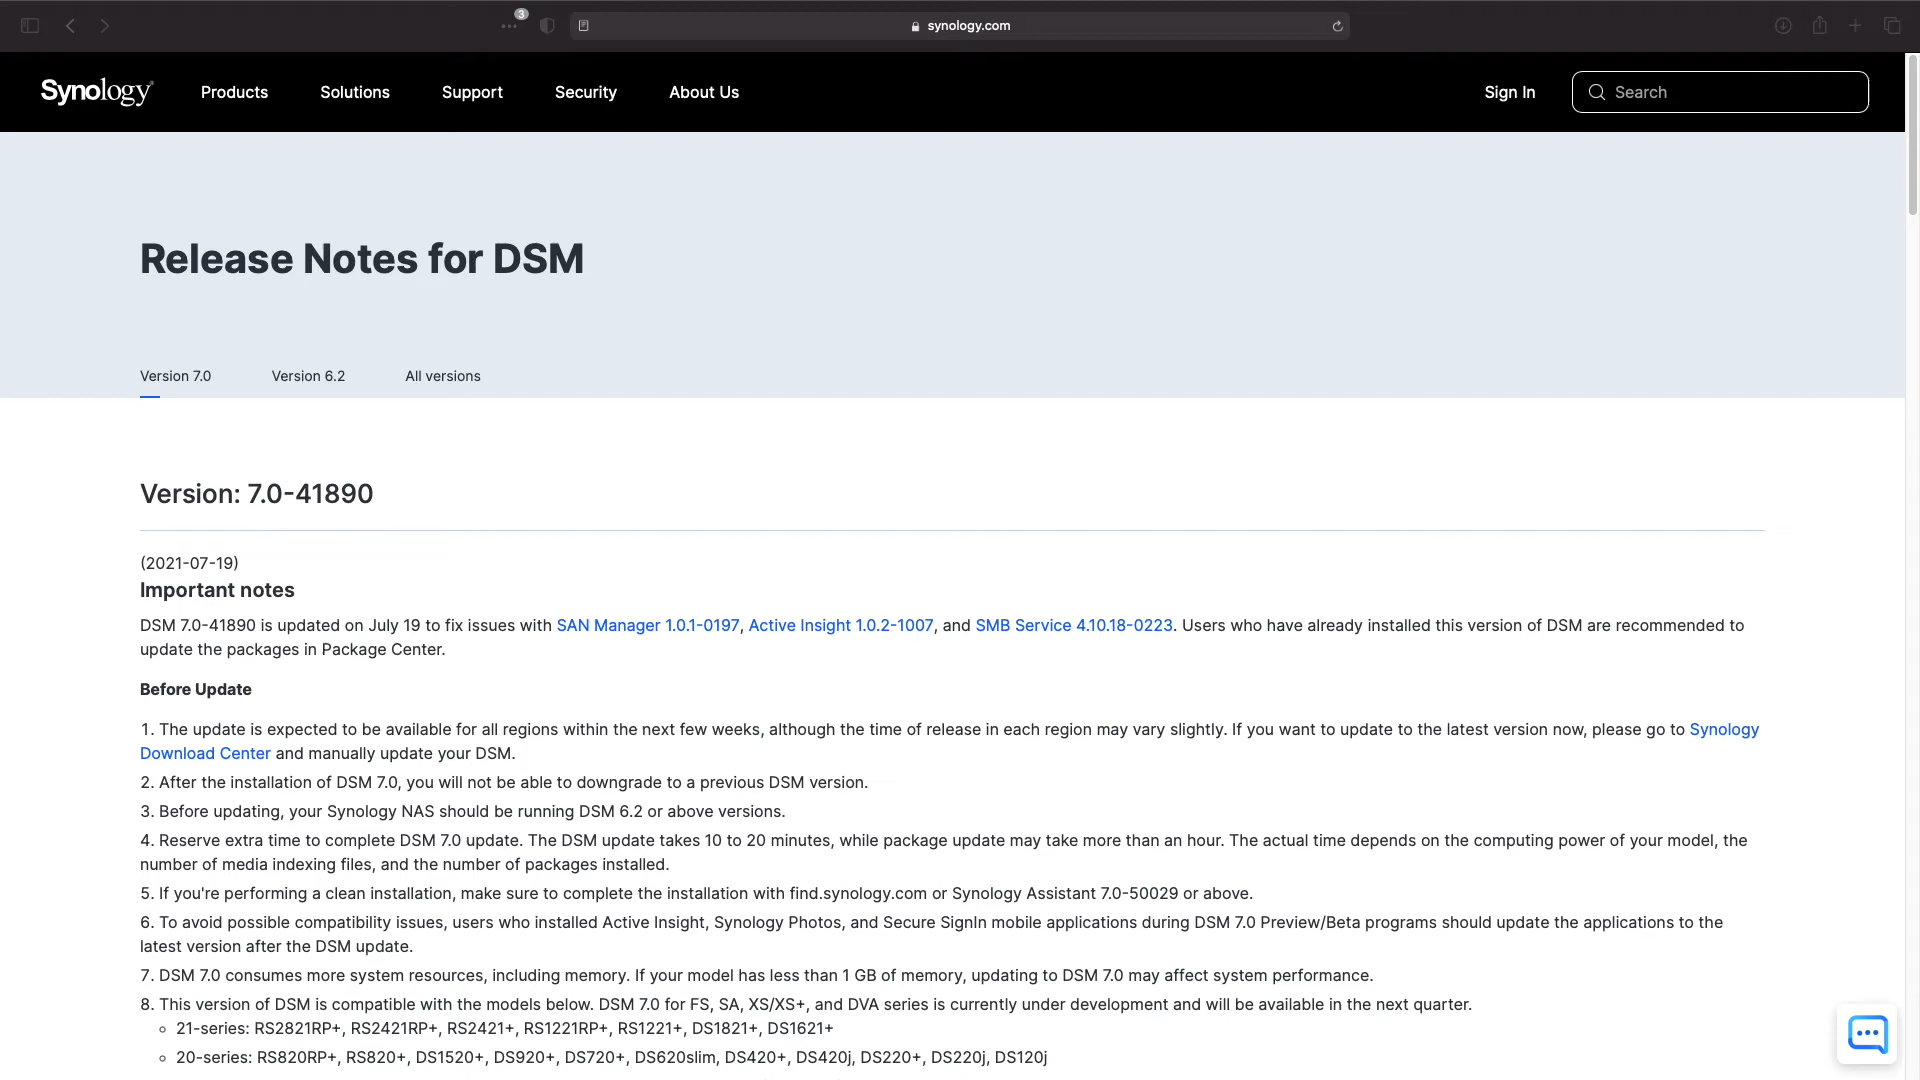 3
synology.com
Synology
Products
Solutions
Support
Security
About Us
Sign In
Search
Release Notes for DSM
Version 7.0
Version 6.2
All versions
Version: 7.0-41890
(2021-07-19)
Important notes
DSM 7.0-41890 is updated on July 19 to fix issues with SAN Manager 1.0.1-0197, Active Insight 1.0.2-1007, and SMB Service 4.10.18-0223. Users who have already installed this version of DSM are recommended to
update the packages in Package Center.
Before Update
1. The update is expected to be available for all regions within the next few weeks, although the time of release in each region may vary slightly. If you want to update to the latest version now, please go to Synology
Download Center and manually update your DSM.
2. After the installation of DSM 7.0, you will not be able to downgrade to a previous DSM version.
3. Before updating, your Synology NAS should be running DSM 6.2 or above versions.
4. Reserve extra time to complete DSM 7.0 update. The DSM update takes 10 to 20 minutes, while package update may take more than an hour. The actual time depends on the computing power of your model, the
number of media indexing files, and the number of packages installed.
5. If you're performing a clean installation, make sure to complete the installation with find.synology.com or Synology Assistant 7.0-50029 or above.
6. To avoid possible compatibility issues, users who installed Active Insight, Synology Photos, and Secure SignIn mobile applications during DSM 7.0 Preview/Beta programs should update the applications to the
latest version after the DSM update.
7. DSM 7.0 consumes more system resources, including memory. If your model has less than 1 GB of memory, updating to DSM 7.0 may affect system performance.
8. This version of DSM is compatible with the models below. DSM 7.0 for FS, SA, XS/XS+, and DVA series is currently under development and will be available in the next quarter.
21-series: RS2821RP+, RS2421RP+, RS2421+, RS1221RP+, RS1221+, DS1821+, DS1621+
20-series: RS820RP+, RS820+, DS1520+, DS920+, DS720+, DS620slim, DS420+, DS420j, DS220+, DS220j, DS120j